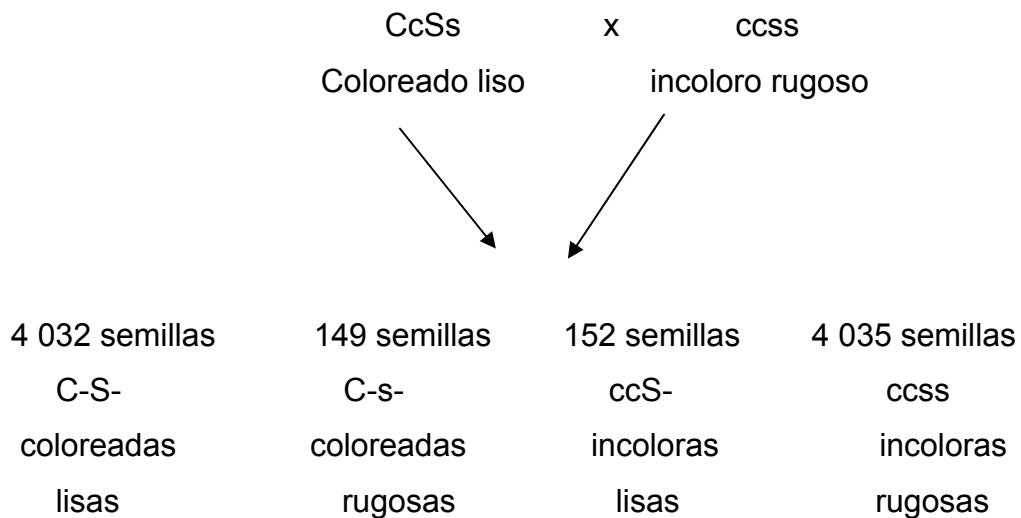 CcSs x ccss
Coloreado liso incoloro rugoso
4 032 semillas 149 semillas 152 semillas 4 035 semillas
C-S- C-s- ccS- ccss
coloreadas coloreadas incoloras incoloras
lisas rugosas lisas rugosas